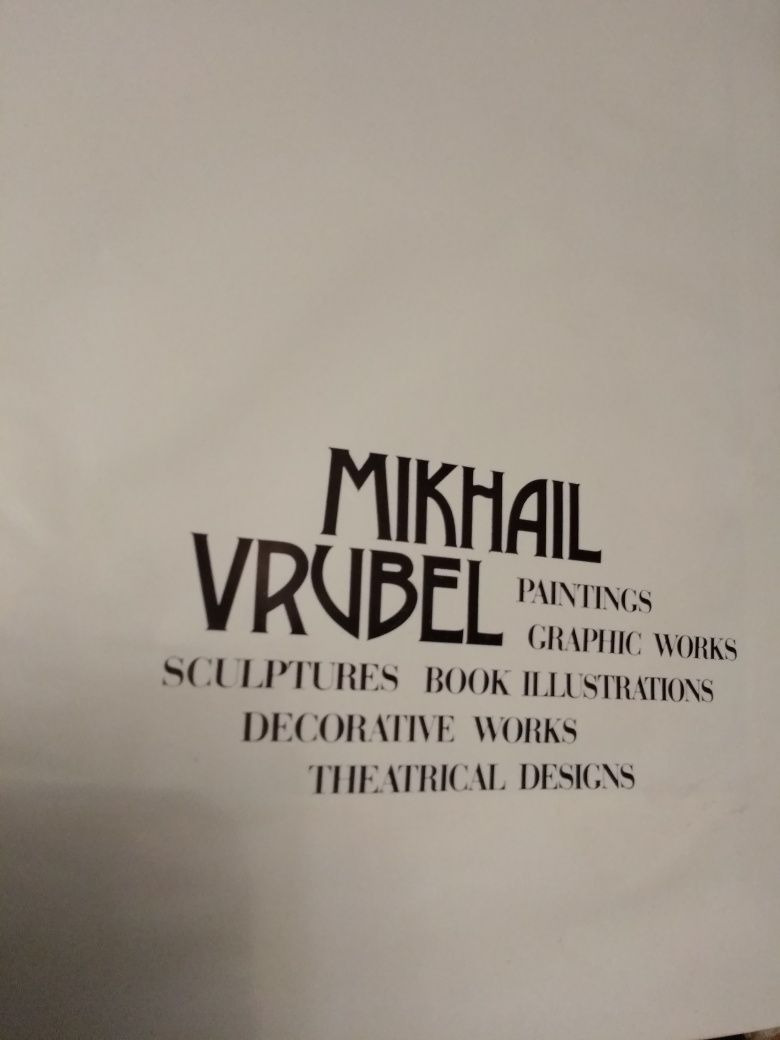 MIKHAIL
VRUBEL PAINTINGS
GRAPHIC WORKS
SCULPTURES BOOK ILLUSTRATIONS
DECORATIVE WORKS
THEATRICAL DESIGNS